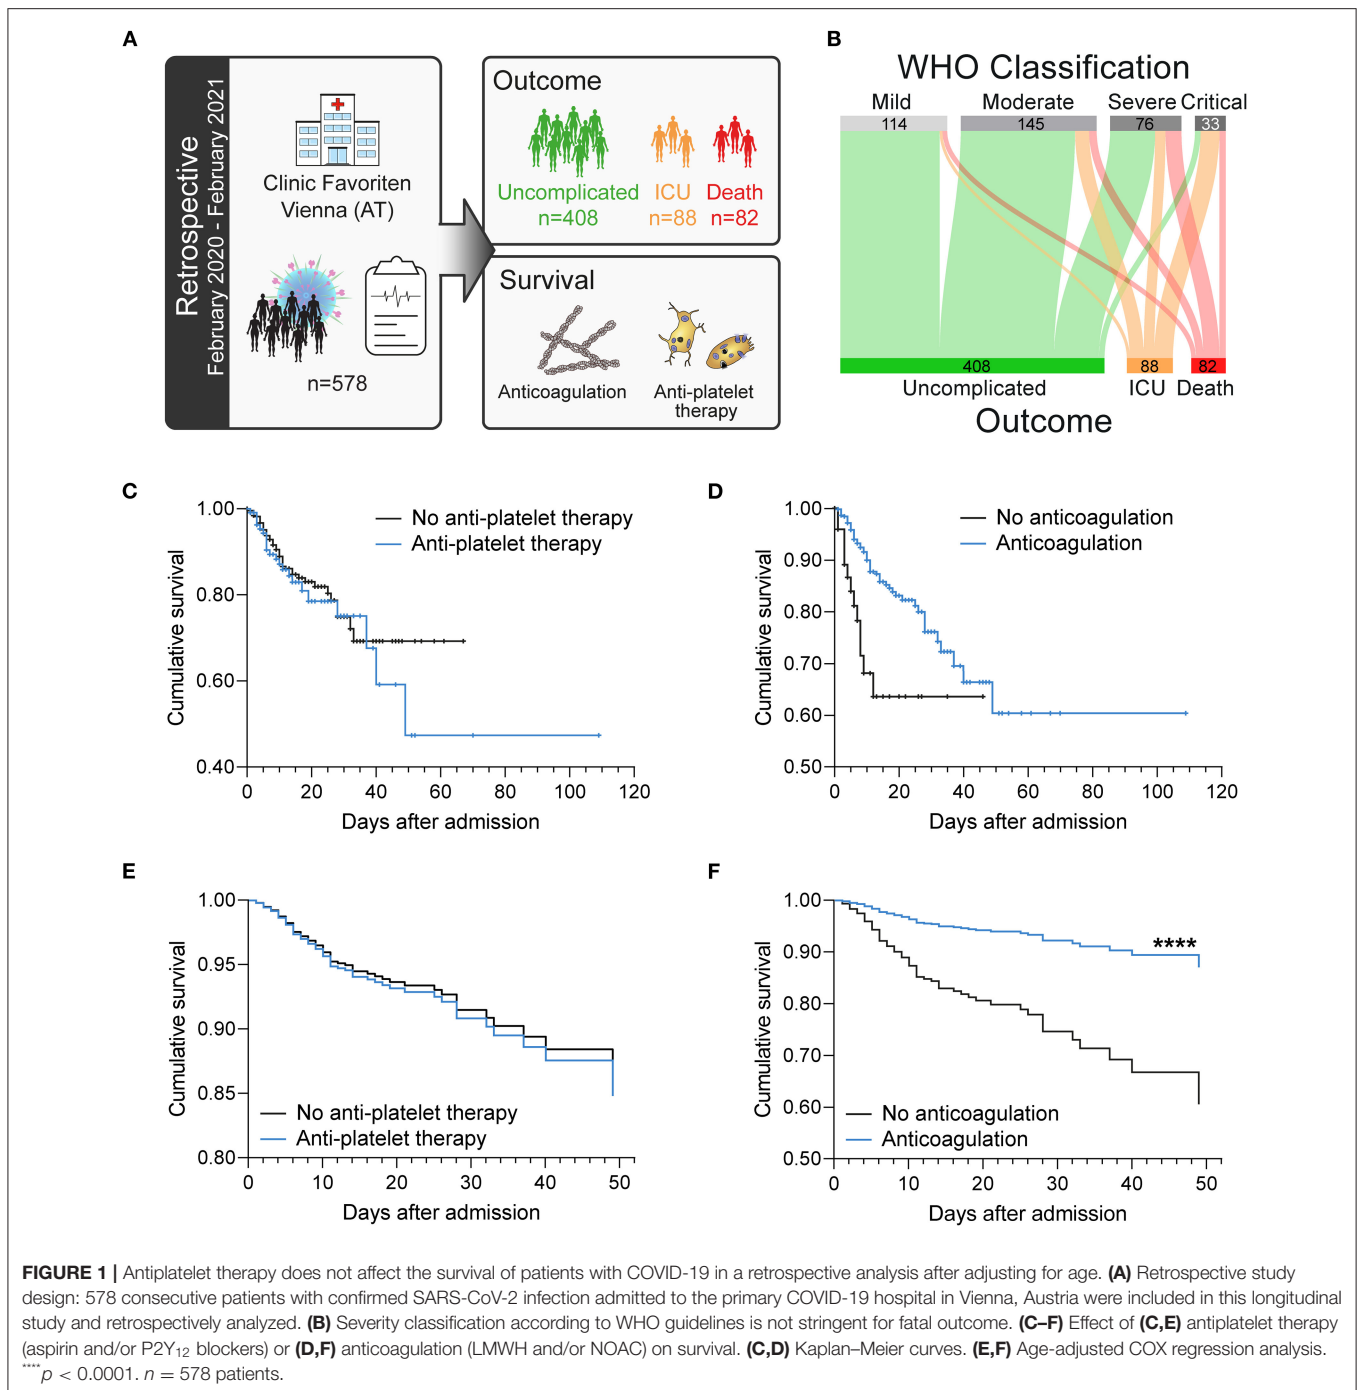 A
Retrospective
February 2020 - February 2021
Clinic Favoriten
Vienna (AT)
n=578
Outcome
Uncomplicated
n=408
ICU
n=88
Death
n=82
Survival
Anticoagulation
Anti-platelet
therapy
B
WHO Classification
Mild Moderate Severe Critical
114 145 76 33
408 88 82
Uncomplicated ICU Death
Outcome
C
No anti-platelet therapy
Anti-platelet therapy
Cumulative survival
1.00
0.80
0.60
0.40
0 20 40 60 80 100 120
Days after admission
D
No anticoagulation
Anticoagulation
Cumulative survival
1.00
0.90
0.80
0.70
0.60
0.50
0 20 40 60 80 100 120
Days after admission
E
Cumulative survival
1.00
0.95
0.90
0.85
0.80
No anti-platelet therapy
Anti-platelet therapy
0 10 20 30 40 50
Days after admission
F
Cumulative survival
1.00
0.90
0.80
0.70
0.60
0.50
****
No anticoagulation
Anticoagulation
0 10 20 30 40 50
Days after admission
FIGURE 1 | Antiplatelet therapy does not affect the survival of patients with COVID-19 in a retrospective analysis after adjusting for age. (A) Retrospective study
design: 578 consecutive patients with confirmed SARS-CoV-2 infection admitted to the primary COVID-19 hospital in Vienna, Austria were included in this longitudinal
study and retrospectively analyzed. (B) Severity classification according to WHO guidelines is not stringent for fatal outcome. (C–F) Effect of (C,E) antiplatelet therapy
(aspirin and/or P2Y12 blockers) or (D,F) anticoagulation (LMWH and/or NOAC) on survival. (C,D) Kaplan–Meier curves. (E,F) Age-adjusted COX regression analysis.
****p < 0.0001. n = 578 patients.